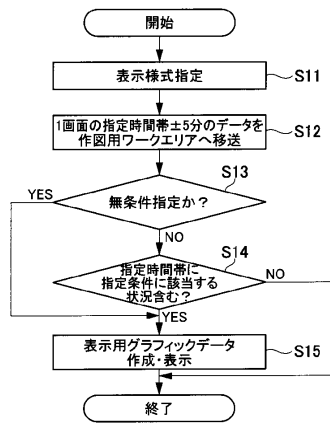 開始
表示様式指定
S11
1画面の指定時間帯±5分のデータを
作図用ワークエリアへ移送
S12
S13
無条件指定か?
YES
NO
S14
指定時間帯に
指定条件に該当する
状況含む?
NO
YES
表示用グラフィックデータ
作成・表示
S15
終了